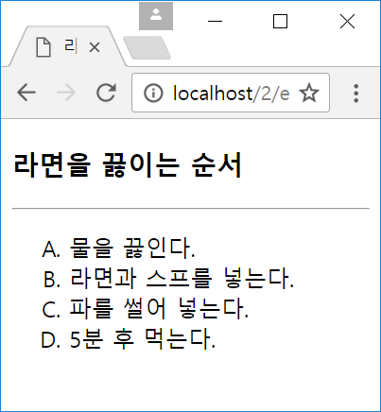 localhost/2/e
라면을 끓이는 순서
A. 물을 끓인다.
B. 라면과 스프를 넣는다.
C. 파를 썰어 넣는다.
D. 5분 후 먹는다.